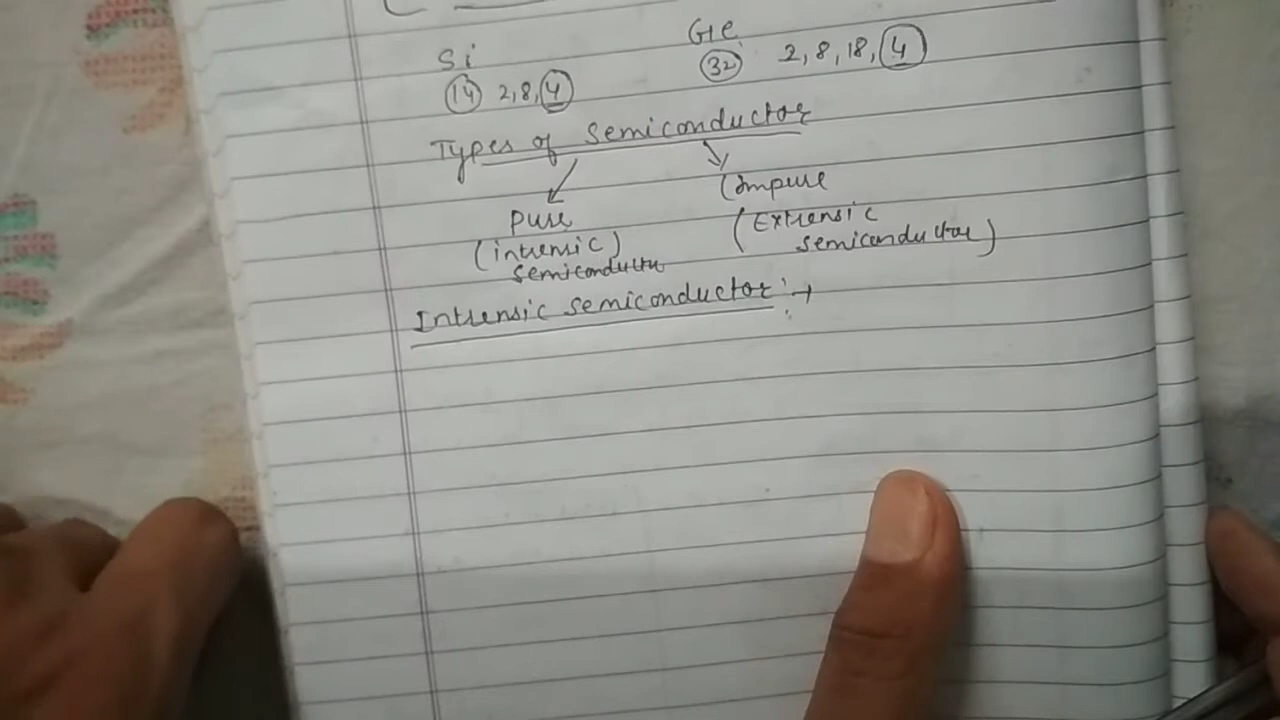 Si
Ge
14 2,8,4
32 2,8,18,4
Types of Semiconductor
Pure
Impure
(intrensic)
semiconductor
(Extrensic
semiconductor)
Intrensic semiconductor :→